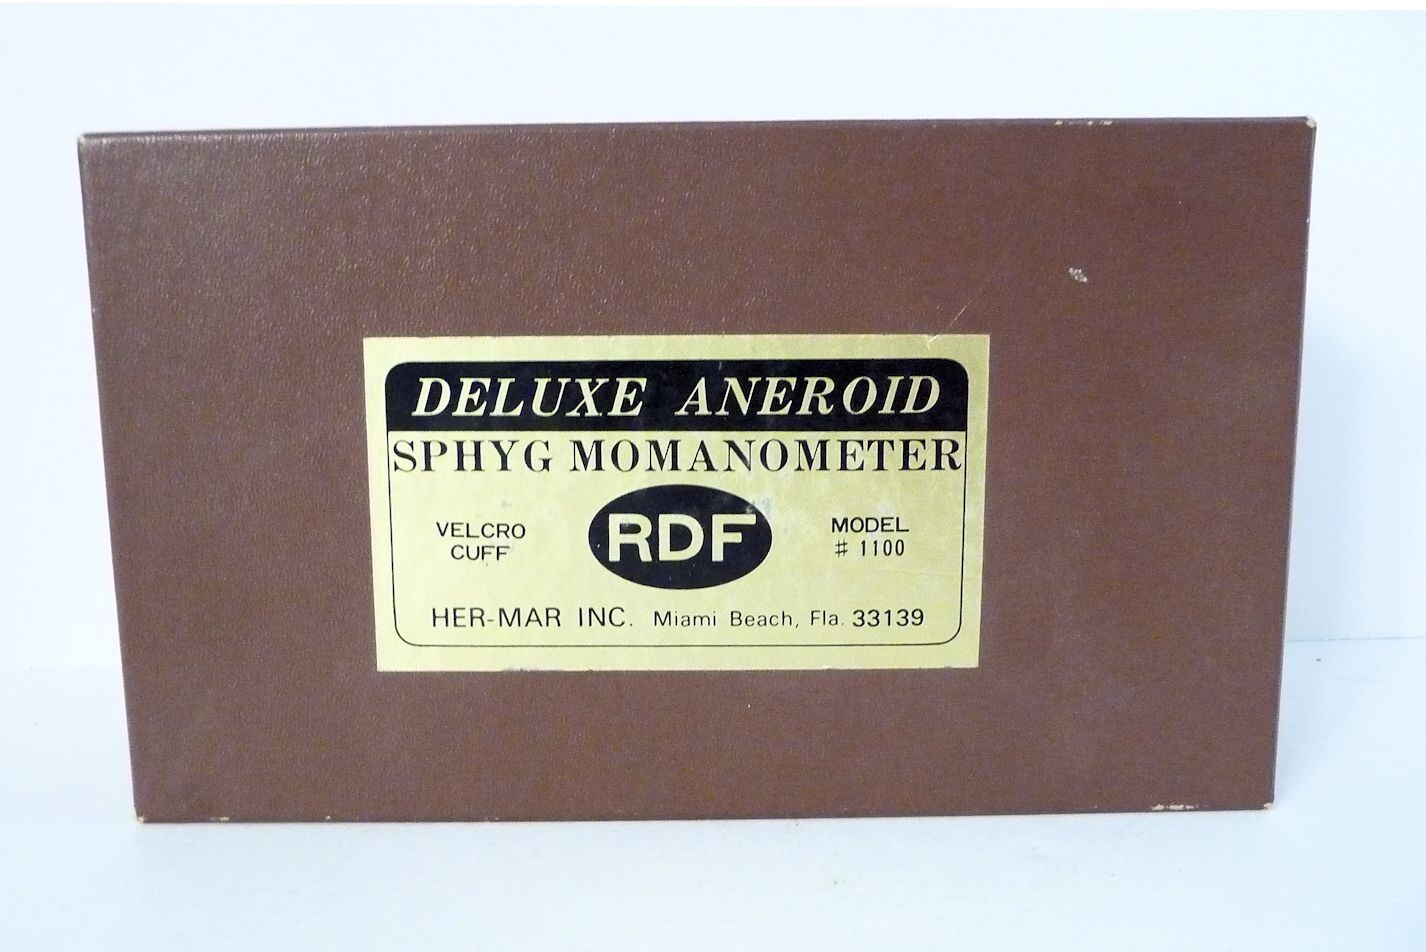 DELUXE ANEROID
SPHYG MOMANOMETER
VELCRO
CUFF
RDF
MODEL
# 1100
HER-MAR INC. Miami Beach, Fla. 33139